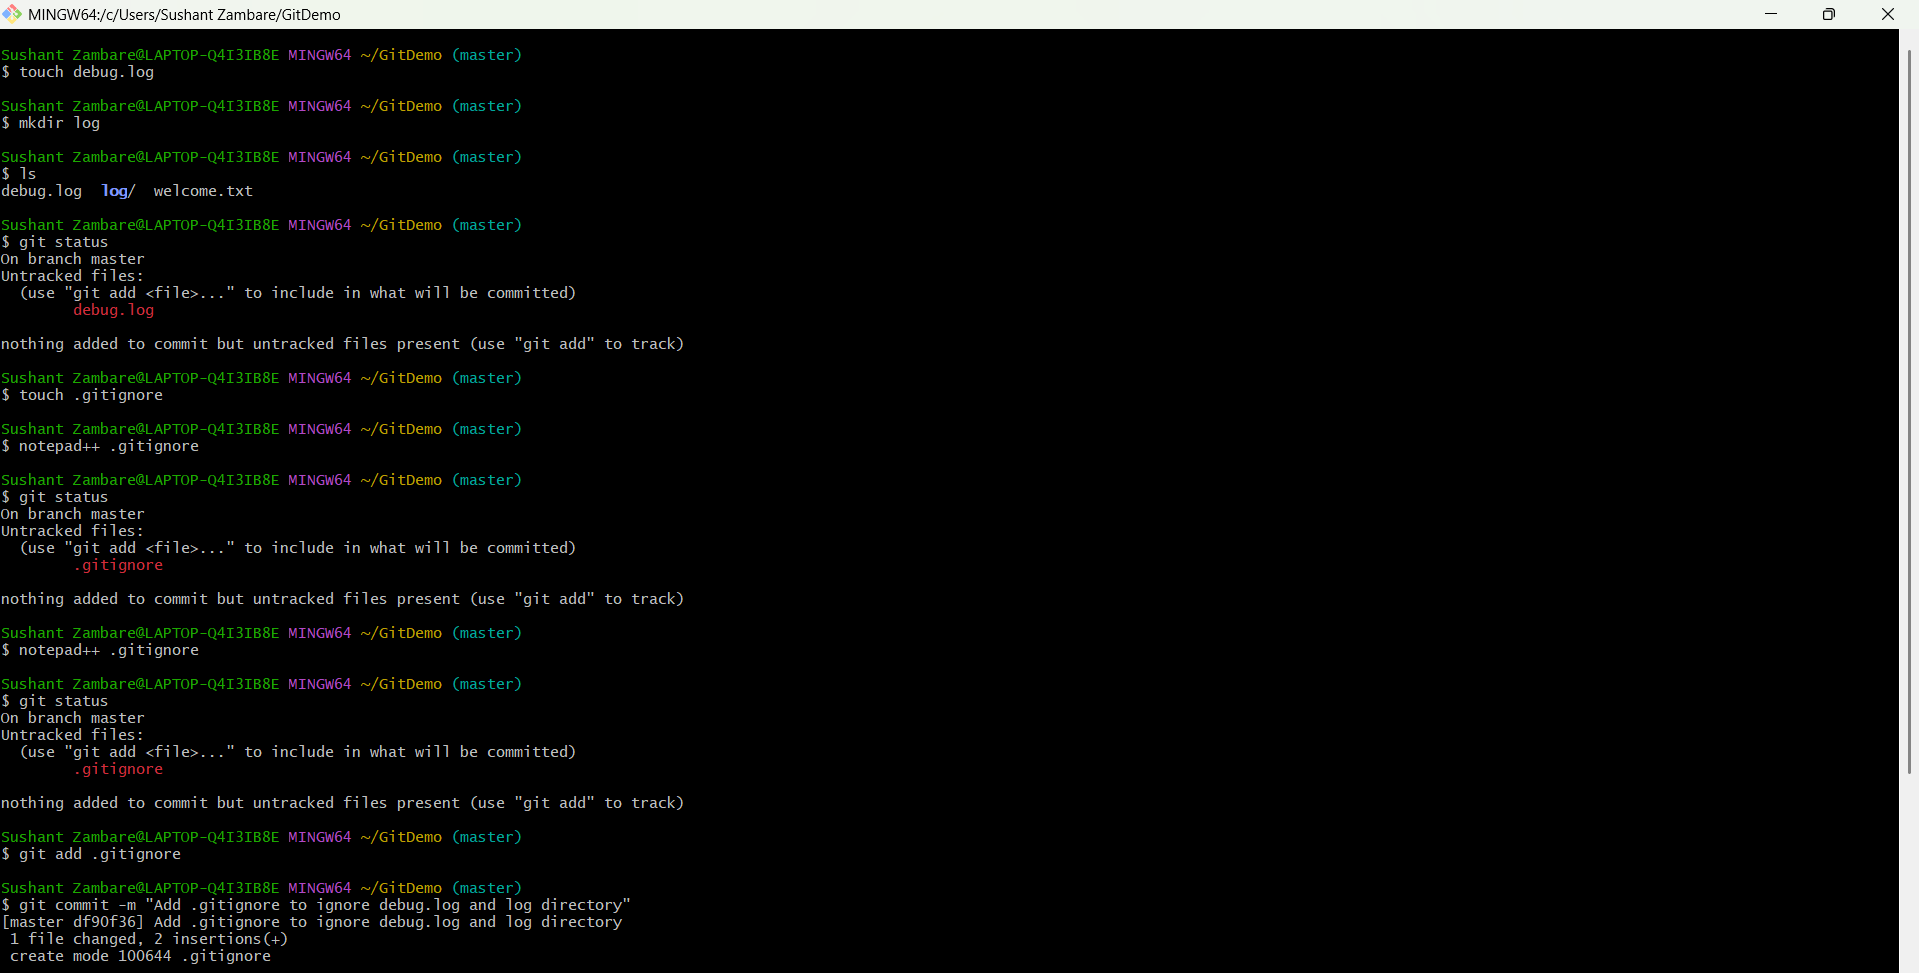 MINGW64:/c/Users/Sushant Zambare/GitDemo
Sushant Zambare@LAPTOP-Q4I3IB8E MINGW64 ~/GitDemo (master)
$ touch debug.log
Sushant Zambare@LAPTOP-Q4I3IB8E MINGW64 ~/GitDemo (master)
$ mkdir log
Sushant Zambare@LAPTOP-Q4I3IB8E MINGW64 ~/GitDemo (master)
$ ls
debug.log  log/  welcome.txt
Sushant Zambare@LAPTOP-Q4I3IB8E MINGW64 ~/GitDemo (master)
$ git status
On branch master
Untracked files:
  (use "git add <file>..." to include in what will be committed)
        debug.log
nothing added to commit but untracked files present (use "git add" to track)
Sushant Zambare@LAPTOP-Q4I3IB8E MINGW64 ~/GitDemo (master)
$ touch .gitignore
Sushant Zambare@LAPTOP-Q4I3IB8E MINGW64 ~/GitDemo (master)
$ notepad++ .gitignore
Sushant Zambare@LAPTOP-Q4I3IB8E MINGW64 ~/GitDemo (master)
$ git status
On branch master
Untracked files:
  (use "git add <file>..." to include in what will be committed)
        .gitignore
nothing added to commit but untracked files present (use "git add" to track)
Sushant Zambare@LAPTOP-Q4I3IB8E MINGW64 ~/GitDemo (master)
$ notepad++ .gitignore
Sushant Zambare@LAPTOP-Q4I3IB8E MINGW64 ~/GitDemo (master)
$ git status
On branch master
Untracked files:
  (use "git add <file>..." to include in what will be committed)
        .gitignore
nothing added to commit but untracked files present (use "git add" to track)
Sushant Zambare@LAPTOP-Q4I3IB8E MINGW64 ~/GitDemo (master)
$ git add .gitignore
Sushant Zambare@LAPTOP-Q4I3IB8E MINGW64 ~/GitDemo (master)
$ git commit -m "Add .gitignore to ignore debug.log and log directory"
[master df90f36] Add .gitignore to ignore debug.log and log directory
 1 file changed, 2 insertions(+)
 create mode 100644 .gitignore